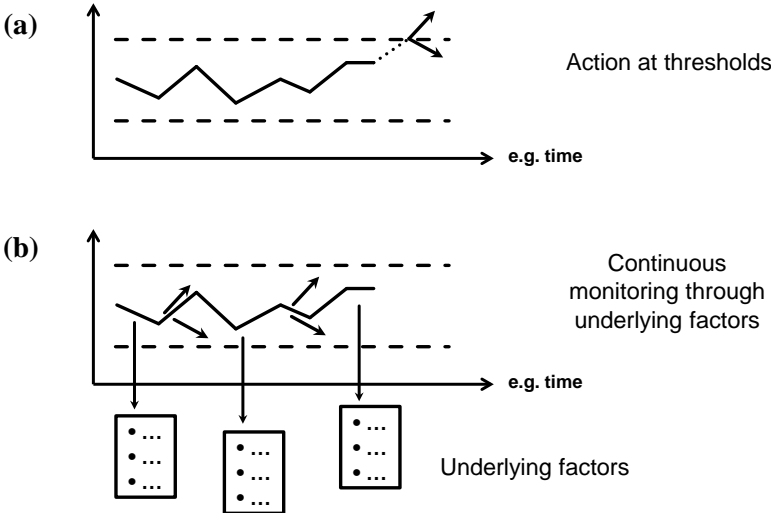 (a)
Action at thresholds
e.g. time
(b)
Continuous
monitoring through
underlying factors
e.g. time
• ...
• ...
• ...
• ...
• ...
• ...
• ...
• ...
• ...
Underlying factors